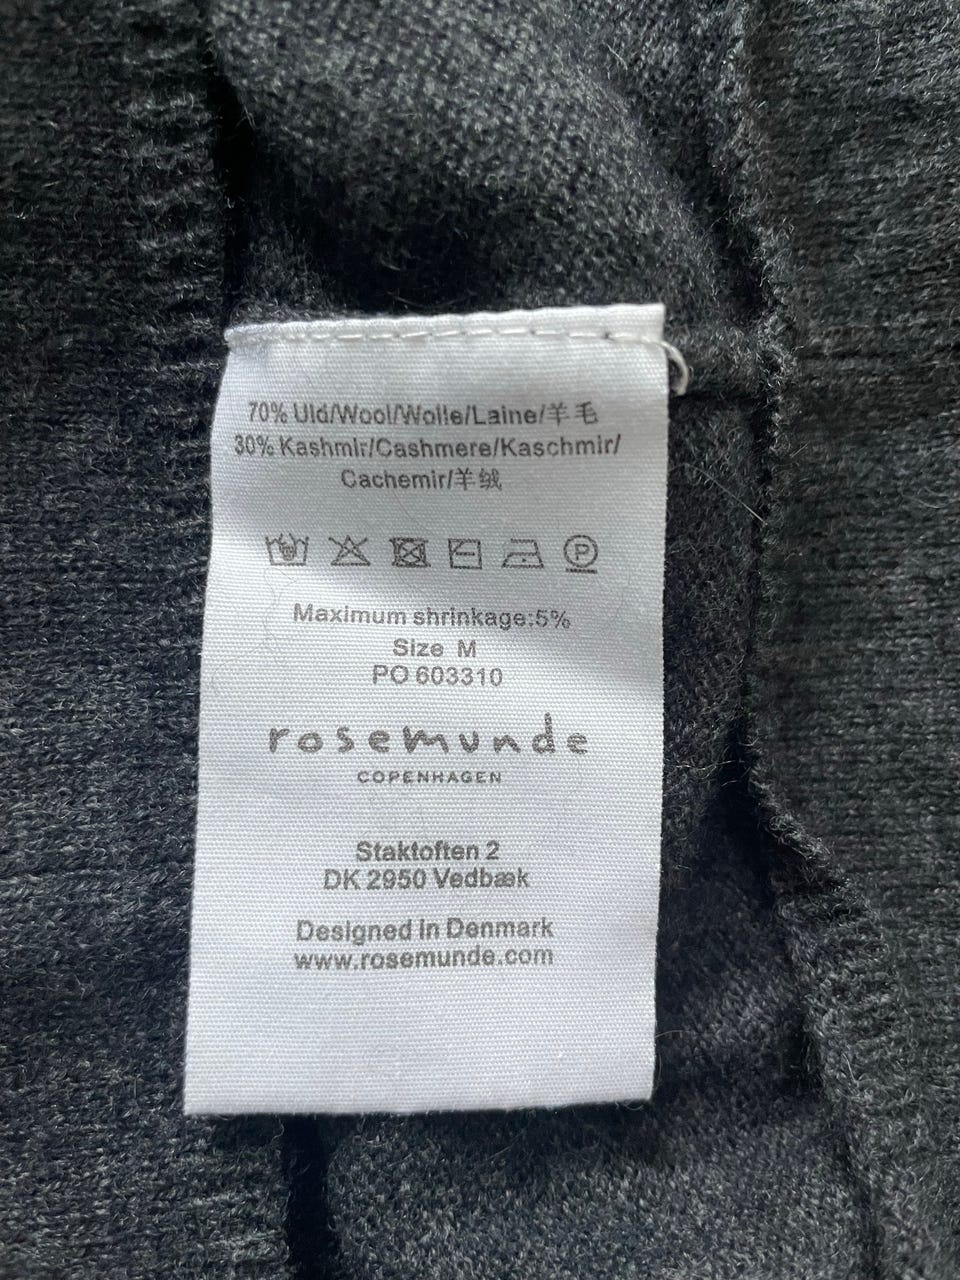 70% Uld/Wool/Wolle/Laine/羊毛
30% Kashmir/Cashmere/Kaschmir/
Cachemir/羊绒
P
Maximum shrinkage:5%
Size M
PO 603310
rosemunde
COPENHAGEN
Staktoften 2
DK 2950 Vedbæk
Designed in Denmark
www.rosemunde.com